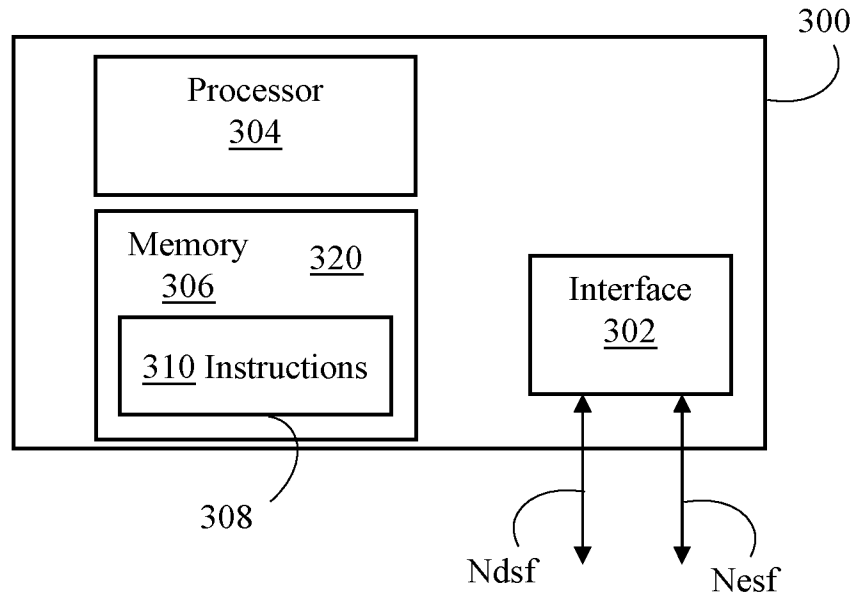 300
Processor
304
Memory
320
306
Interface
302
310 Instructions
308
Ndsf
Nesf